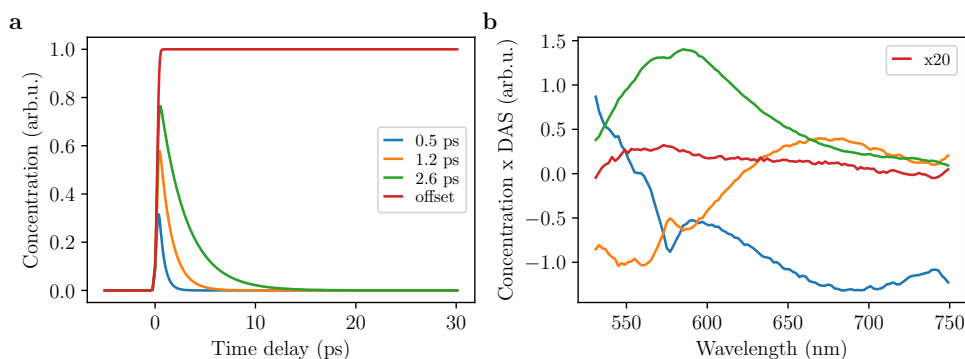 a
Concentration (arb.u.)
1.0
0.8
0.6
0.4
0.2
0.0
0.5 ps
1.2 ps
2.6 ps
offset
0
10
20
30
Time delay (ps)
b
Concentration x DAS (arb.u.)
1.5
1.0
0.5
0.0
−0.5
−1.0
x20
550
600
650
700
750
Wavelength (nm)